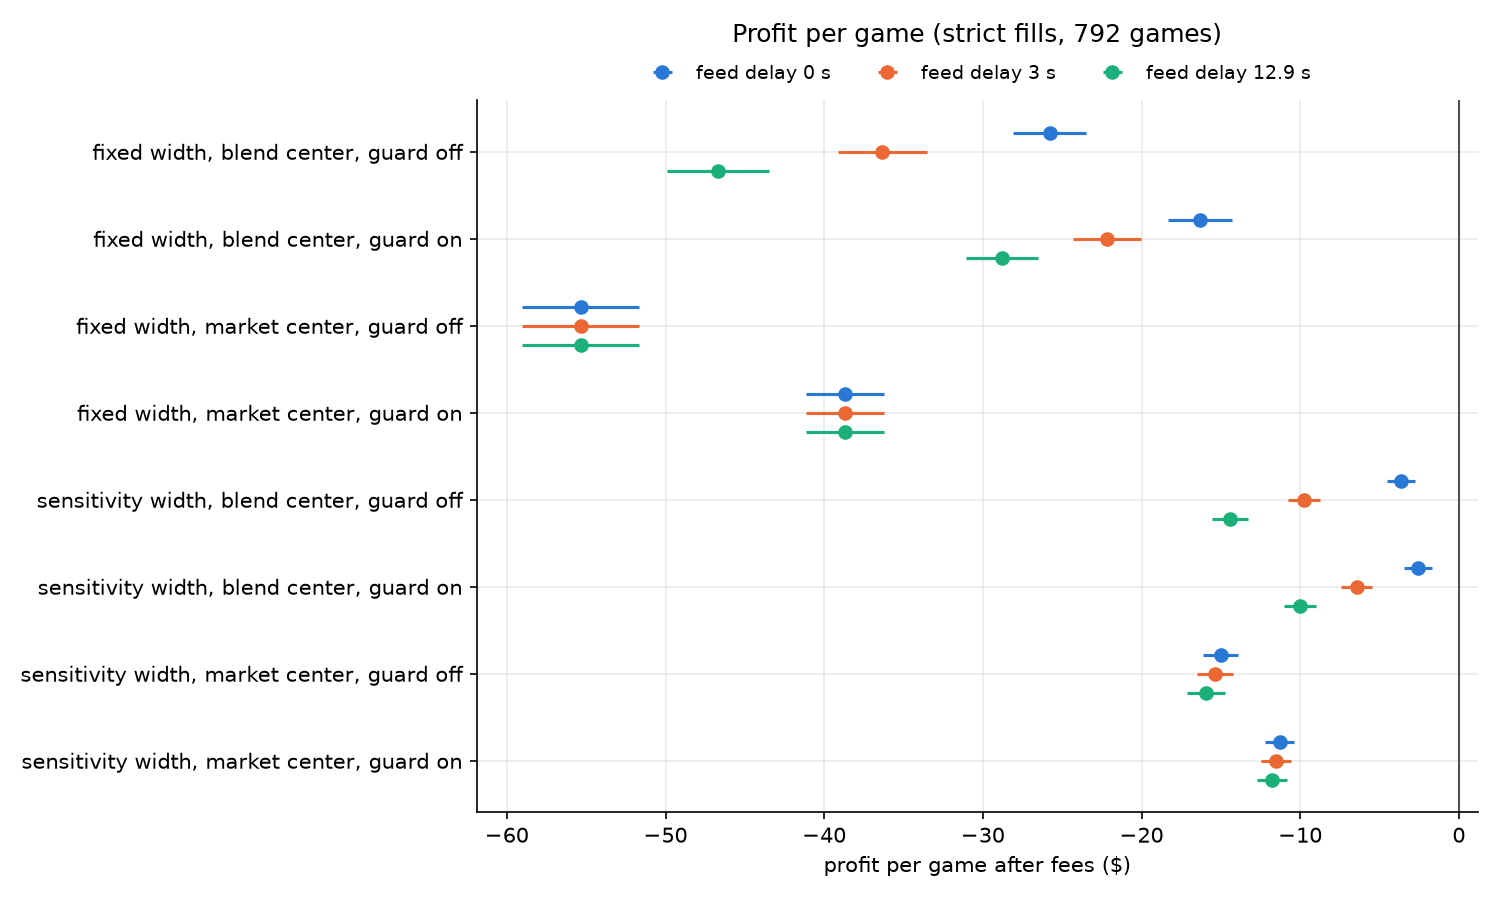 Profit per game (strict fills, 792 games)
feed delay 0 s
feed delay 3 s
feed delay 12.9 s
fixed width, blend center, guard off
fixed width, blend center, guard on
fixed width, market center, guard off
fixed width, market center, guard on
sensitivity width, blend center, guard off
sensitivity width, blend center, guard on
sensitivity width, market center, guard off
sensitivity width, market center, guard on
−60 −50 −40 −30 −20 −10 0
profit per game after fees ($)